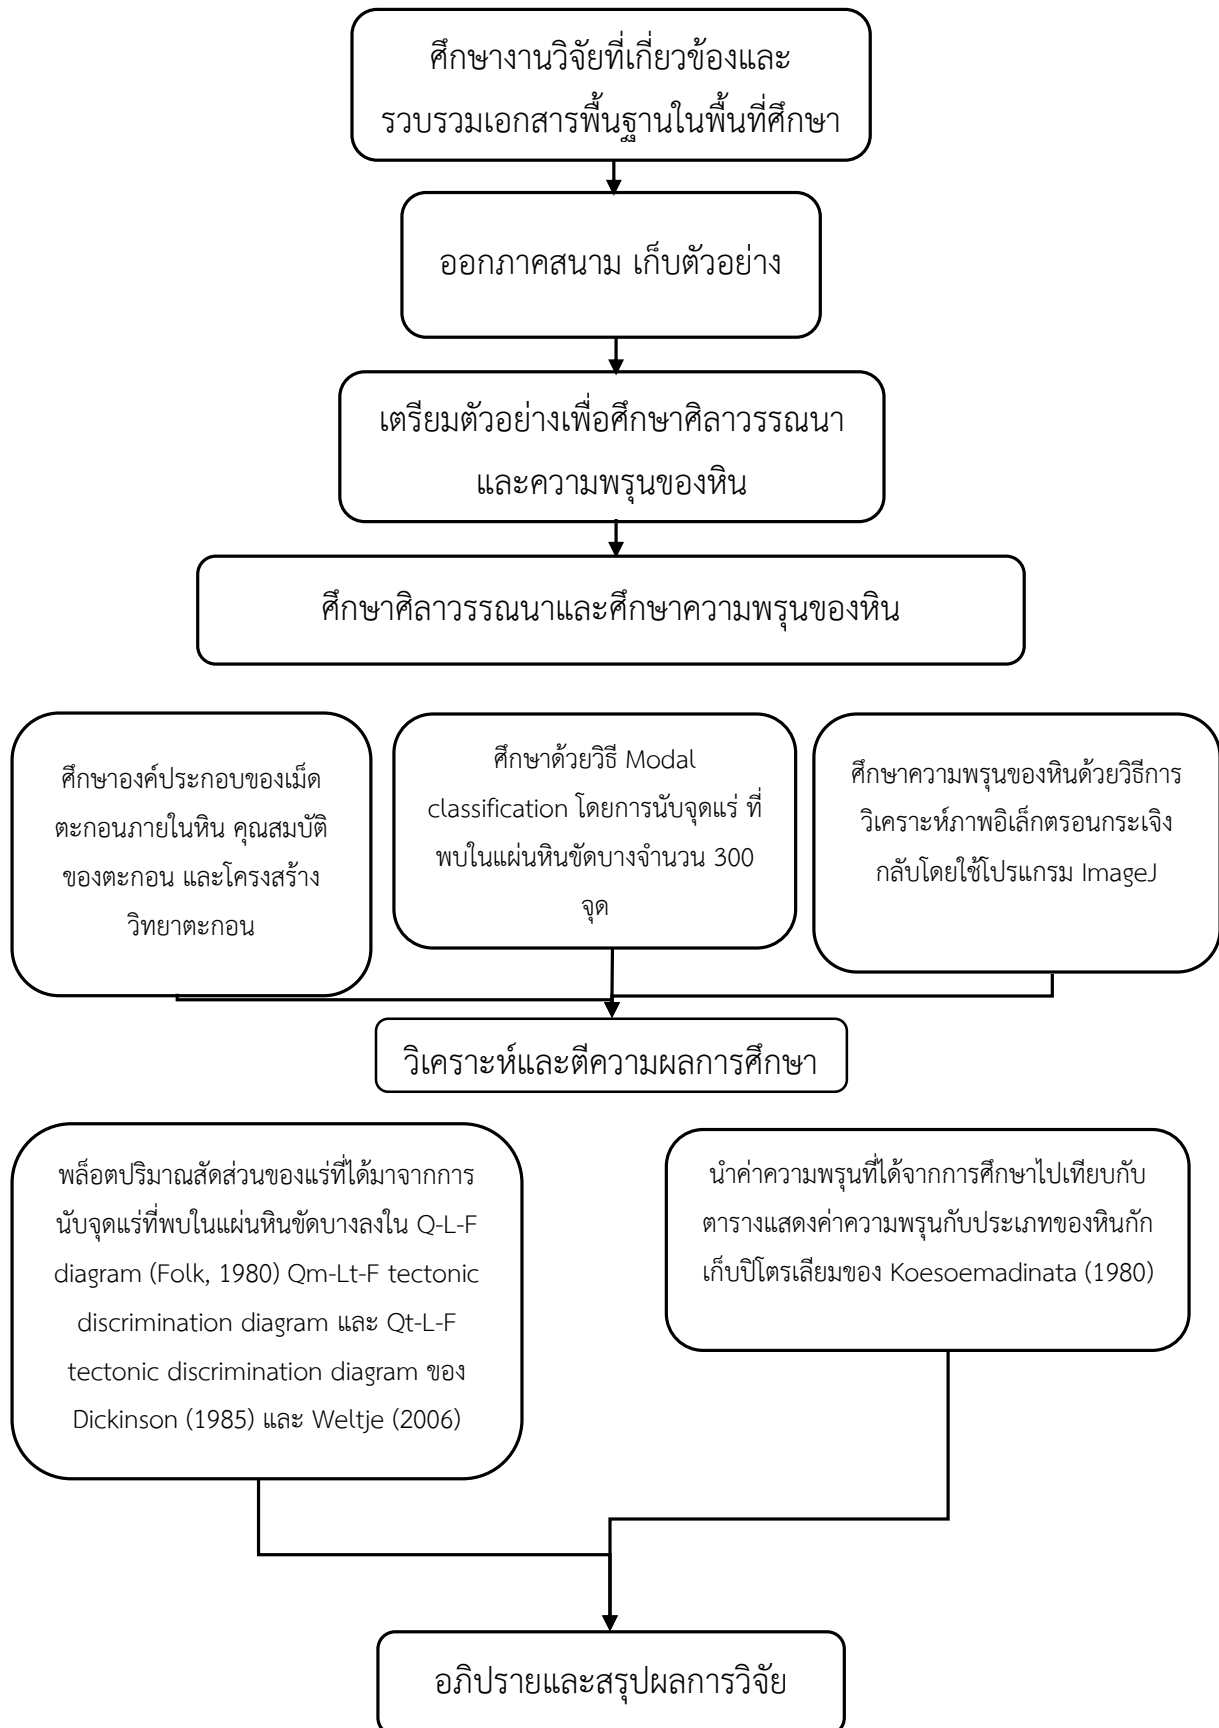 ศึกษางานวิจัยที่เกี่ยวข้องและ
รวบรวมเอกสารพื้นฐานในพื้นที่ศึกษา
ออกภาคสนาม เก็บตัวอย่าง
เตรียมตัวอย่างเพื่อศึกษาศิลาวรรณนา
และความพรุนของหิน
ศึกษาศิลาวรรณนาและศึกษาความพรุนของหิน
ศึกษาองค์ประกอบของเม็ด
ตะกอนภายในหิน คุณสมบัติ
ของตะกอน และโครงสร้าง
วิทยาตะกอน
ศึกษาด้วยวิธี Modal
classification โดยการนับจุดแร่ ที่
พบในแผ่นหินขัดบางจำนวน 300
จุด
ศึกษาความพรุนของหินด้วยวิธีการ
วิเคราะห์ภาพอิเล็กตรอนกระเจิง
กลับโดยใช้โปรแกรม ImageJ
วิเคราะห์และตีความผลการศึกษา
พล็อตปริมาณสัดส่วนของแร่ที่ได้มาจากการ
นับจุดแร่ที่พบในแผ่นหินขัดบางลงใน Q-L-F
diagram (Folk, 1980) Qm-Lt-F tectonic
discrimination diagram และ Qt-L-F
tectonic discrimination diagram ของ
Dickinson (1985) และ Weltje (2006)
นำค่าความพรุนที่ได้จากการศึกษาไปเทียบกับ
ตารางแสดงค่าความพรุนกับประเภทของหินกัก
เก็บปิโตรเลียมของ Koesoemadinata (1980)
อภิปรายและสรุปผลการวิจัย